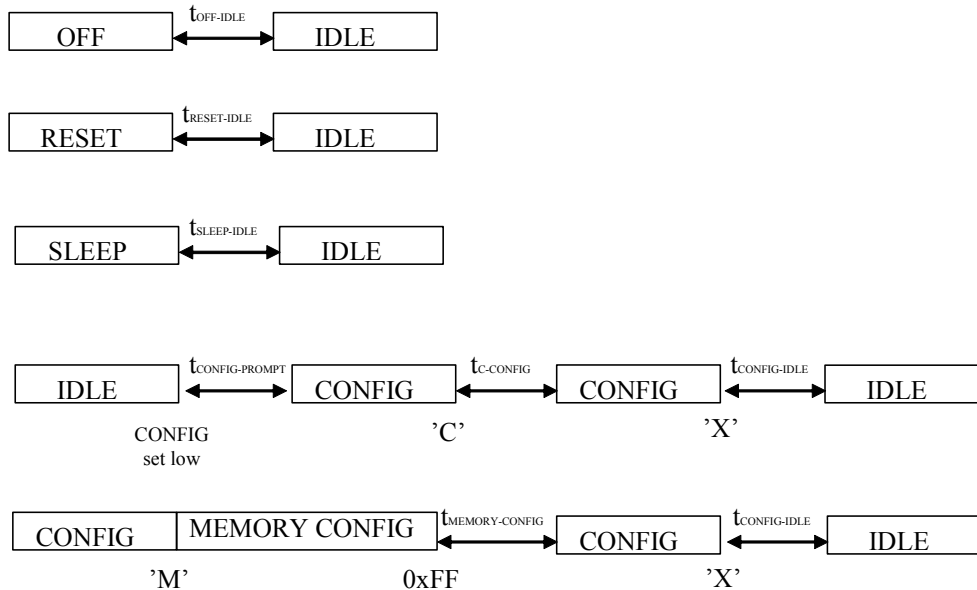 tOFF-IDLE
OFF IDLE
tRESET-IDLE
RESET IDLE
tSLEEP-IDLE
SLEEP IDLE
tCONFIG-PROMPT tC-CONFIG tCONFIG-IDLE
IDLE CONFIG CONFIG IDLE
CONFIG
set low
’C’ ’X’
tMEMORY-CONFIG tCONFIG-IDLE
CONFIG MEMORY CONFIG CONFIG IDLE
’M’ 0xFF ’X’